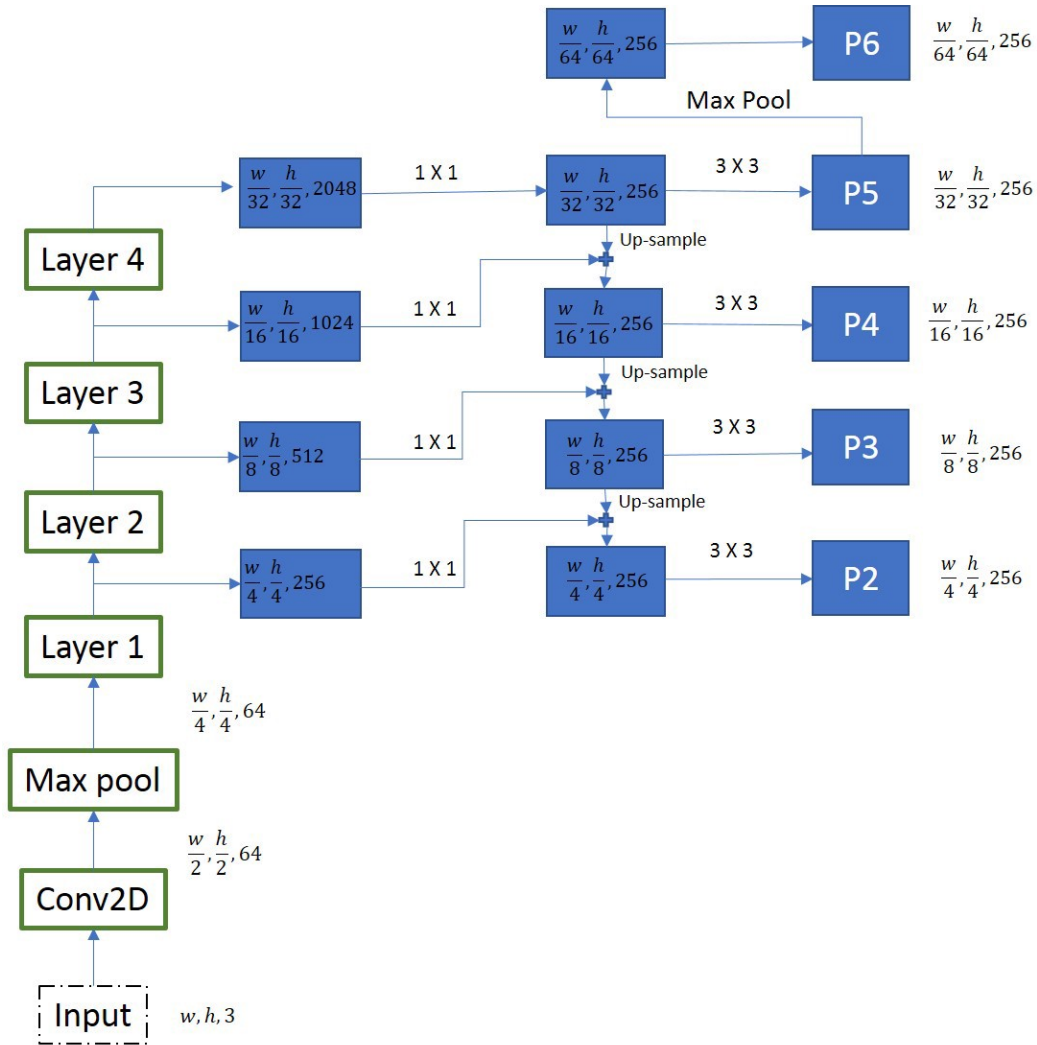 w/64, h/64, 256
P6
w/64, h/64, 256
Max Pool
w/32, h/32, 2048
1 X 1
w/32, h/32, 256
3 X 3
P5
w/32, h/32, 256
Up-sample
Layer 4
w/16, h/16, 1024
1 X 1
w/16, h/16, 256
3 X 3
P4
w/16, h/16, 256
Up-sample
Layer 3
w/8, h/8, 512
1 X 1
w/8, h/8, 256
3 X 3
P3
w/8, h/8, 256
Up-sample
Layer 2
w/4, h/4, 256
1 X 1
w/4, h/4, 256
3 X 3
P2
w/4, h/4, 256
Layer 1
w/4, h/4, 64
Max pool
w/2, h/2, 64
Conv2D
Input
w, h, 3